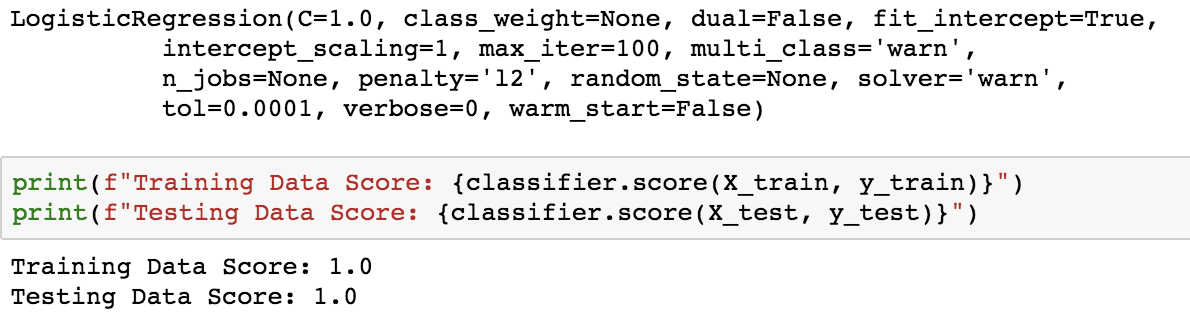 LogisticRegression(C=1.0, class_weight=None, dual=False, fit_intercept=True,
intercept_scaling=1, max_iter=100, multi_class='warn',
n_jobs=None, penalty='l2', random_state=None, solver='warn',
tol=0.0001, verbose=0, warm_start=False)
print(f"Training Data Score: {classifier.score(X_train, y_train)}")
print(f"Testing Data Score: {classifier.score(X_test, y_test)}")
Training Data Score: 1.0
Testing Data Score: 1.0